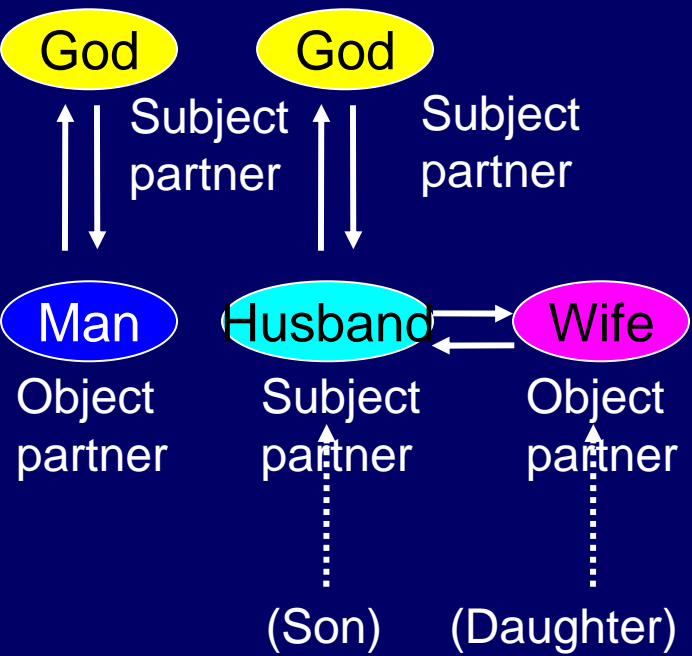 God God
Subject
partner
Subject
partner
Man Husband Wife
Object
partner
Subject
partner
Object
partner
(Son) (Daughter)